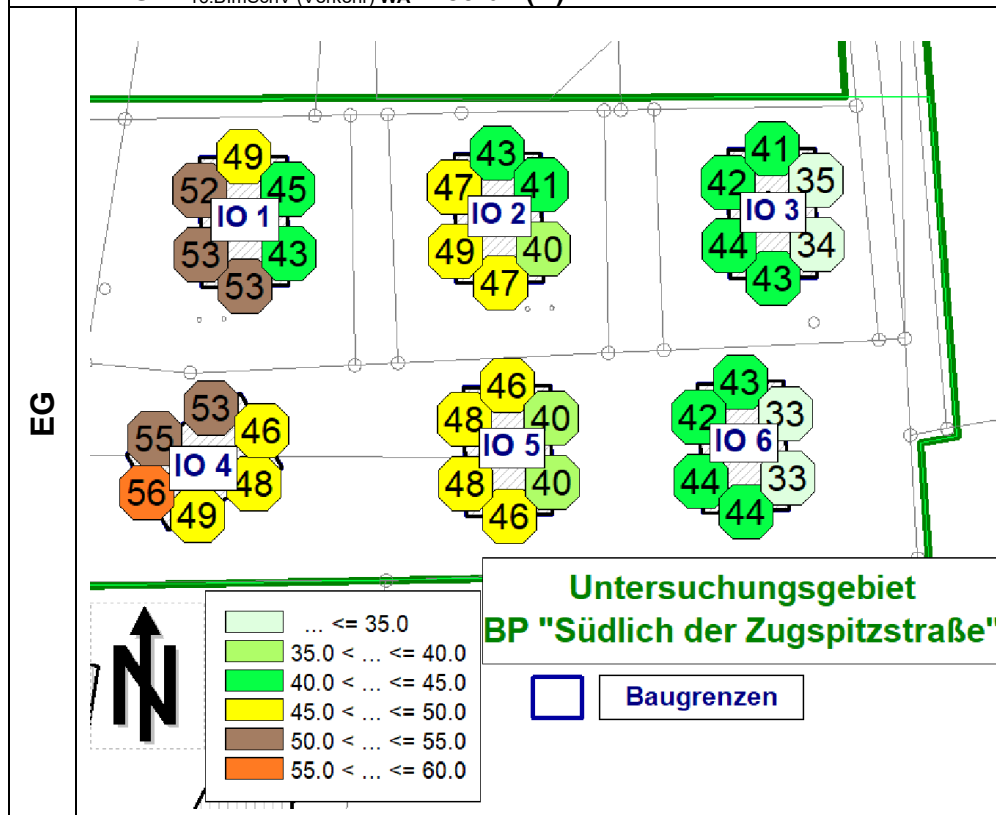 16.BImSchV (Verkehr) WA
EG
49
52
45
IO 1
53
43
53
43
47
41
IO 2
49
40
47
41
42
35
IO 3
44
34
43
53
55
46
IO 4
56
48
49
46
48
40
IO 5
48
40
46
43
42
33
IO 6
44
33
44
Untersuchungsgebiet
BP "Südlich der Zugspitzstraße"
Baugrenzen
N
... <= 35.0
35.0 < ... <= 40.0
40.0 < ... <= 45.0
45.0 < ... <= 50.0
50.0 < ... <= 55.0
55.0 < ... <= 60.0